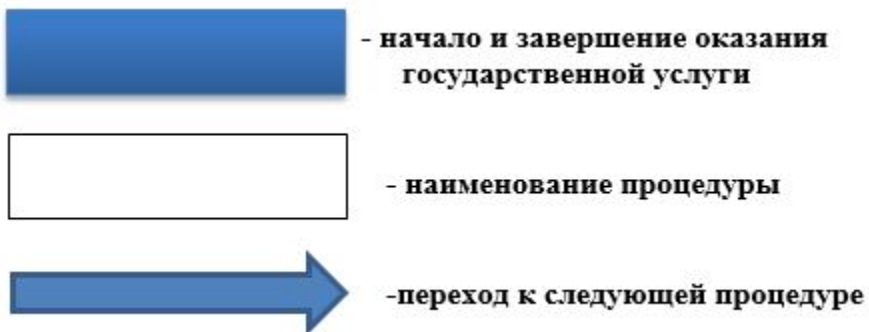 - начало и завершение оказания
государственной услуги
- наименование процедуры
-переход к следующей процедуре